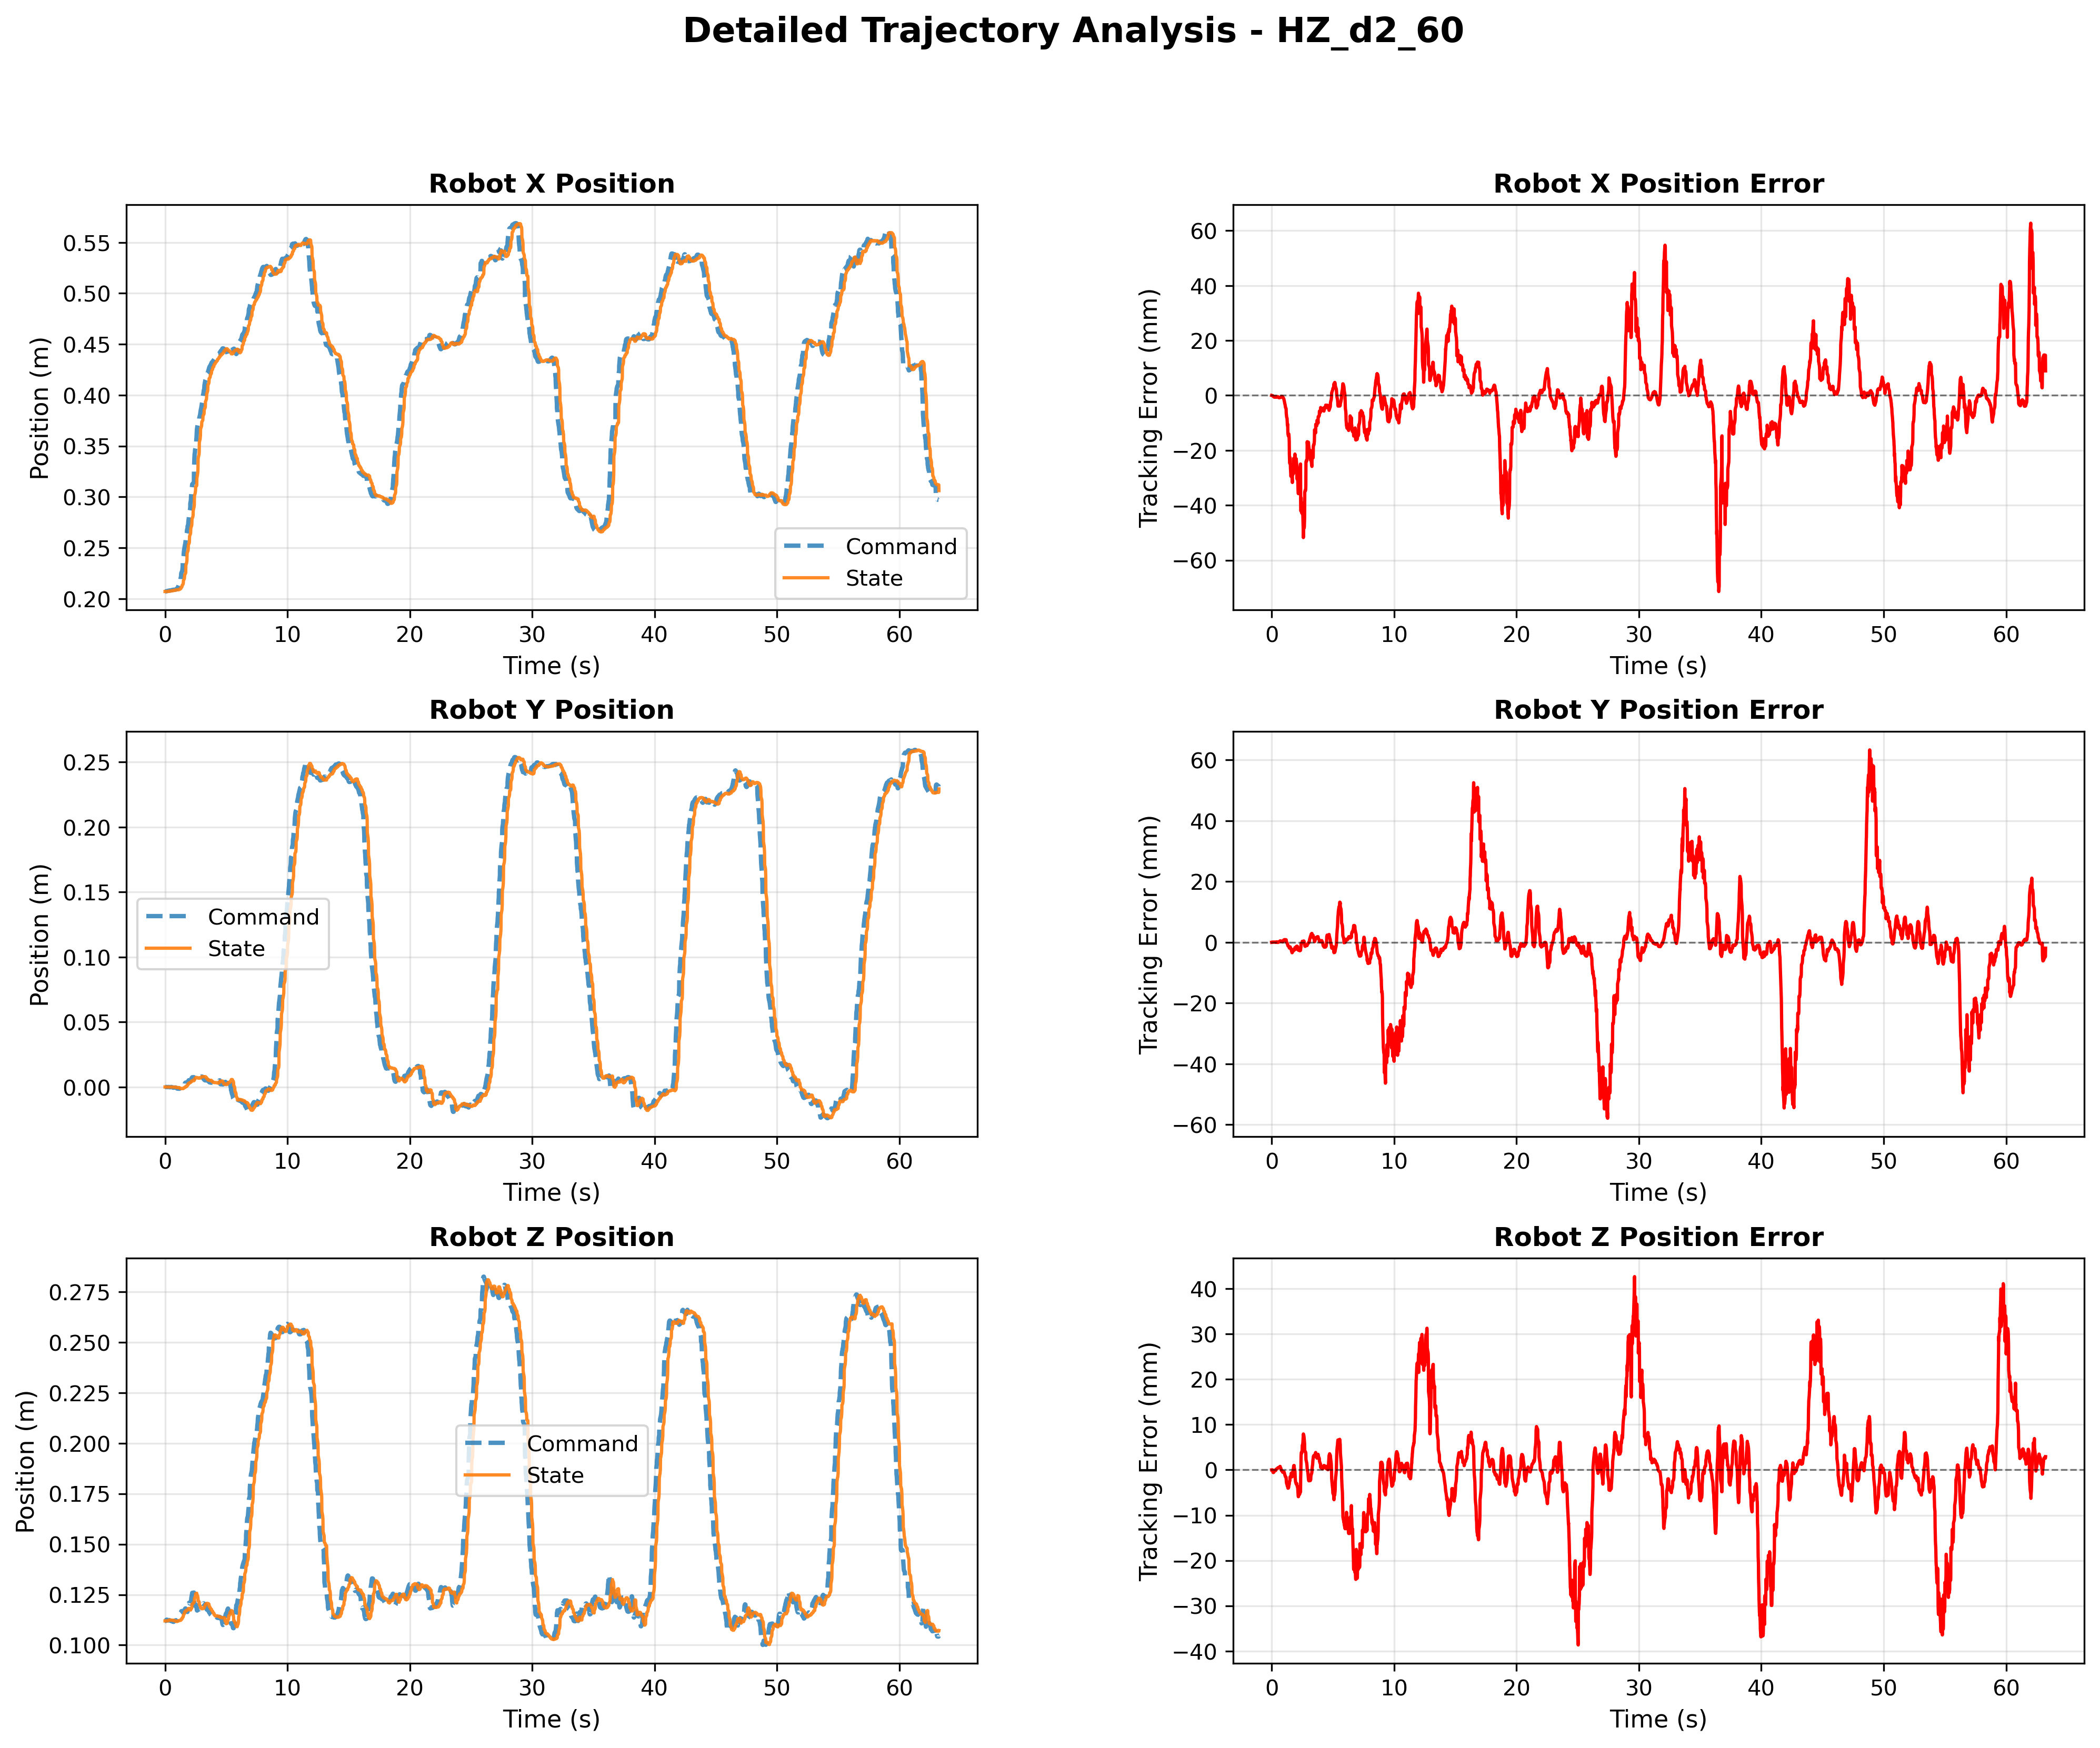 Detailed Trajectory Analysis - HZ_d2_60
Robot X Position
Position (m)
0.55
0.50
0.45
0.40
0.35
0.30
0.25
0.20
Command
State
0 10 20 30 40 50 60
Time (s)
Robot X Position Error
Tracking Error (mm)
60
40
20
0
−20
−40
−60
0 10 20 30 40 50 60
Time (s)
Robot Y Position
Position (m)
0.25
0.20
0.15
0.10
0.05
0.00
Command
State
0 10 20 30 40 50 60
Time (s)
Robot Y Position Error
Tracking Error (mm)
60
40
20
0
−20
−40
−60
0 10 20 30 40 50 60
Time (s)
Robot Z Position
Position (m)
0.275
0.250
0.225
0.200
0.175
0.150
0.125
0.100
Command
State
0 10 20 30 40 50 60
Time (s)
Robot Z Position Error
Tracking Error (mm)
40
30
20
10
0
−10
−20
−30
−40
0 10 20 30 40 50 60
Time (s)